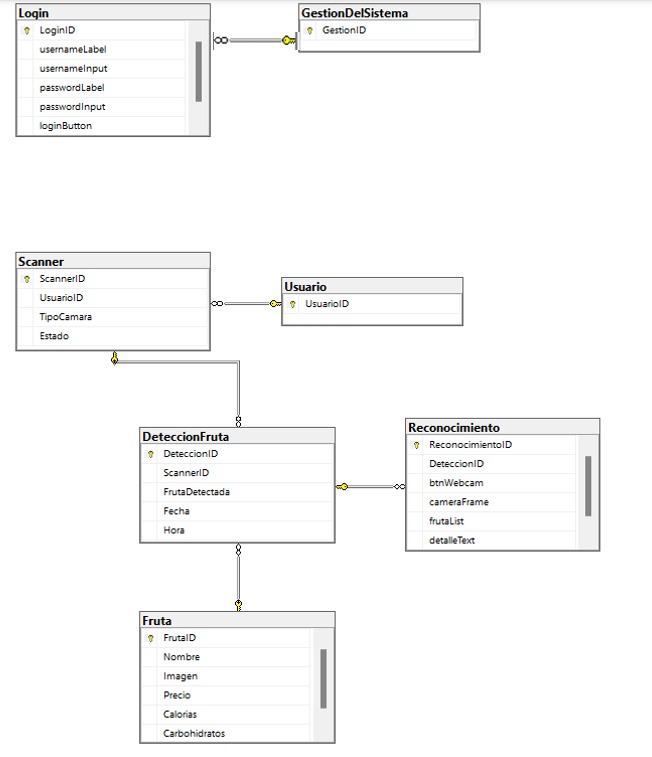 Login
LoginID
usernameLabel
usernameInput
passwordLabel
passwordInput
loginButton
GestionDelSistema
GestionID
Scanner
ScannerID
UsuarioID
TipoCamara
Estado
Usuario
UsuarioID
DeteccionFruta
DeteccionID
ScannerID
FrutaDetectada
Fecha
Hora
Reconocimiento
ReconocimientoID
DeteccionID
btnWebcam
cameraFrame
frutaList
detalleText
Fruta
FrutaID
Nombre
Imagen
Precio
Calorias
Carbohidratos